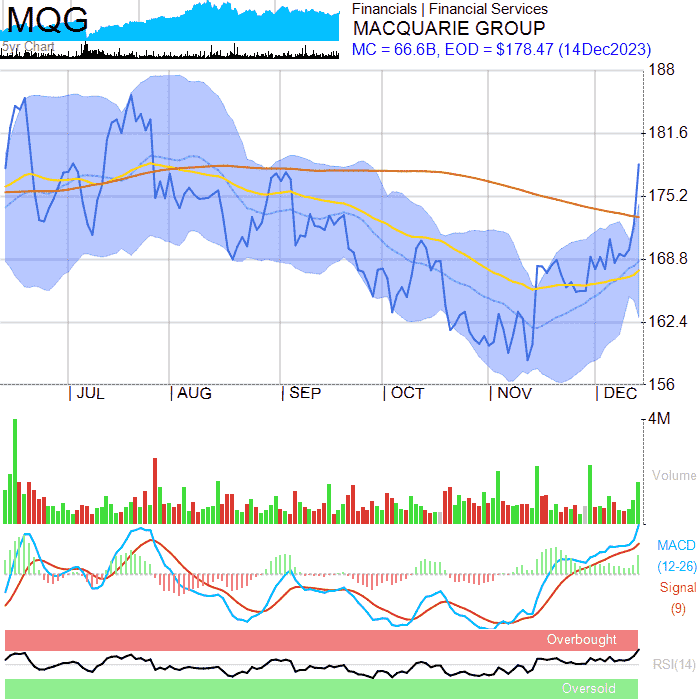 MQG
5yr Chart
Financials | Financial Services
MACQUARIE GROUP
MC = 66.6B, EOD = $178.47 (14Dec2023)
188
181.6
175.2
168.8
162.4
156
| JUL | AUG | SEP | OCT | NOV | DEC
4M
Volume
MACD
(12-26)
Signal
(9)
Overbought
RSI(14)
Oversold